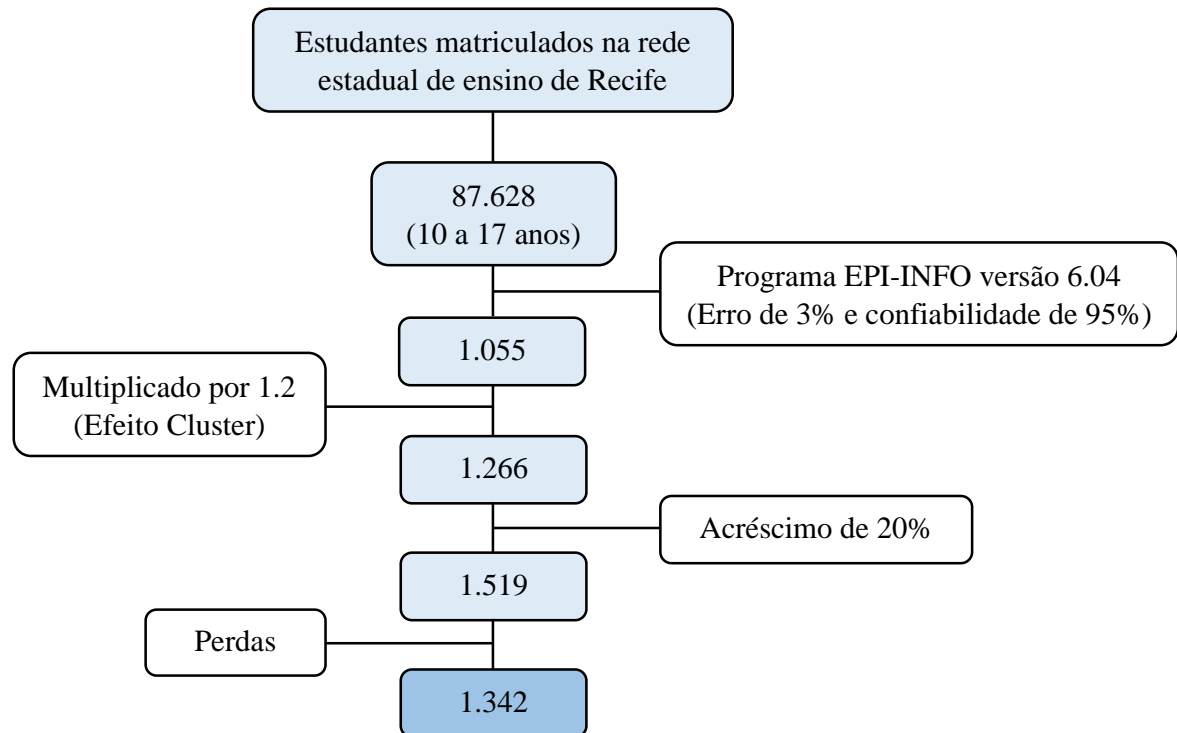 Estudantes matriculados na rede
estadual de ensino de Recife
87.628
(10 a 17 anos)
Programa EPI-INFO versão 6.04
(Erro de 3% e confiabilidade de 95%)
1.055
Multiplicado por 1.2
(Efeito Cluster)
1.266
Acréscimo de 20%
1.519
Perdas
1.342